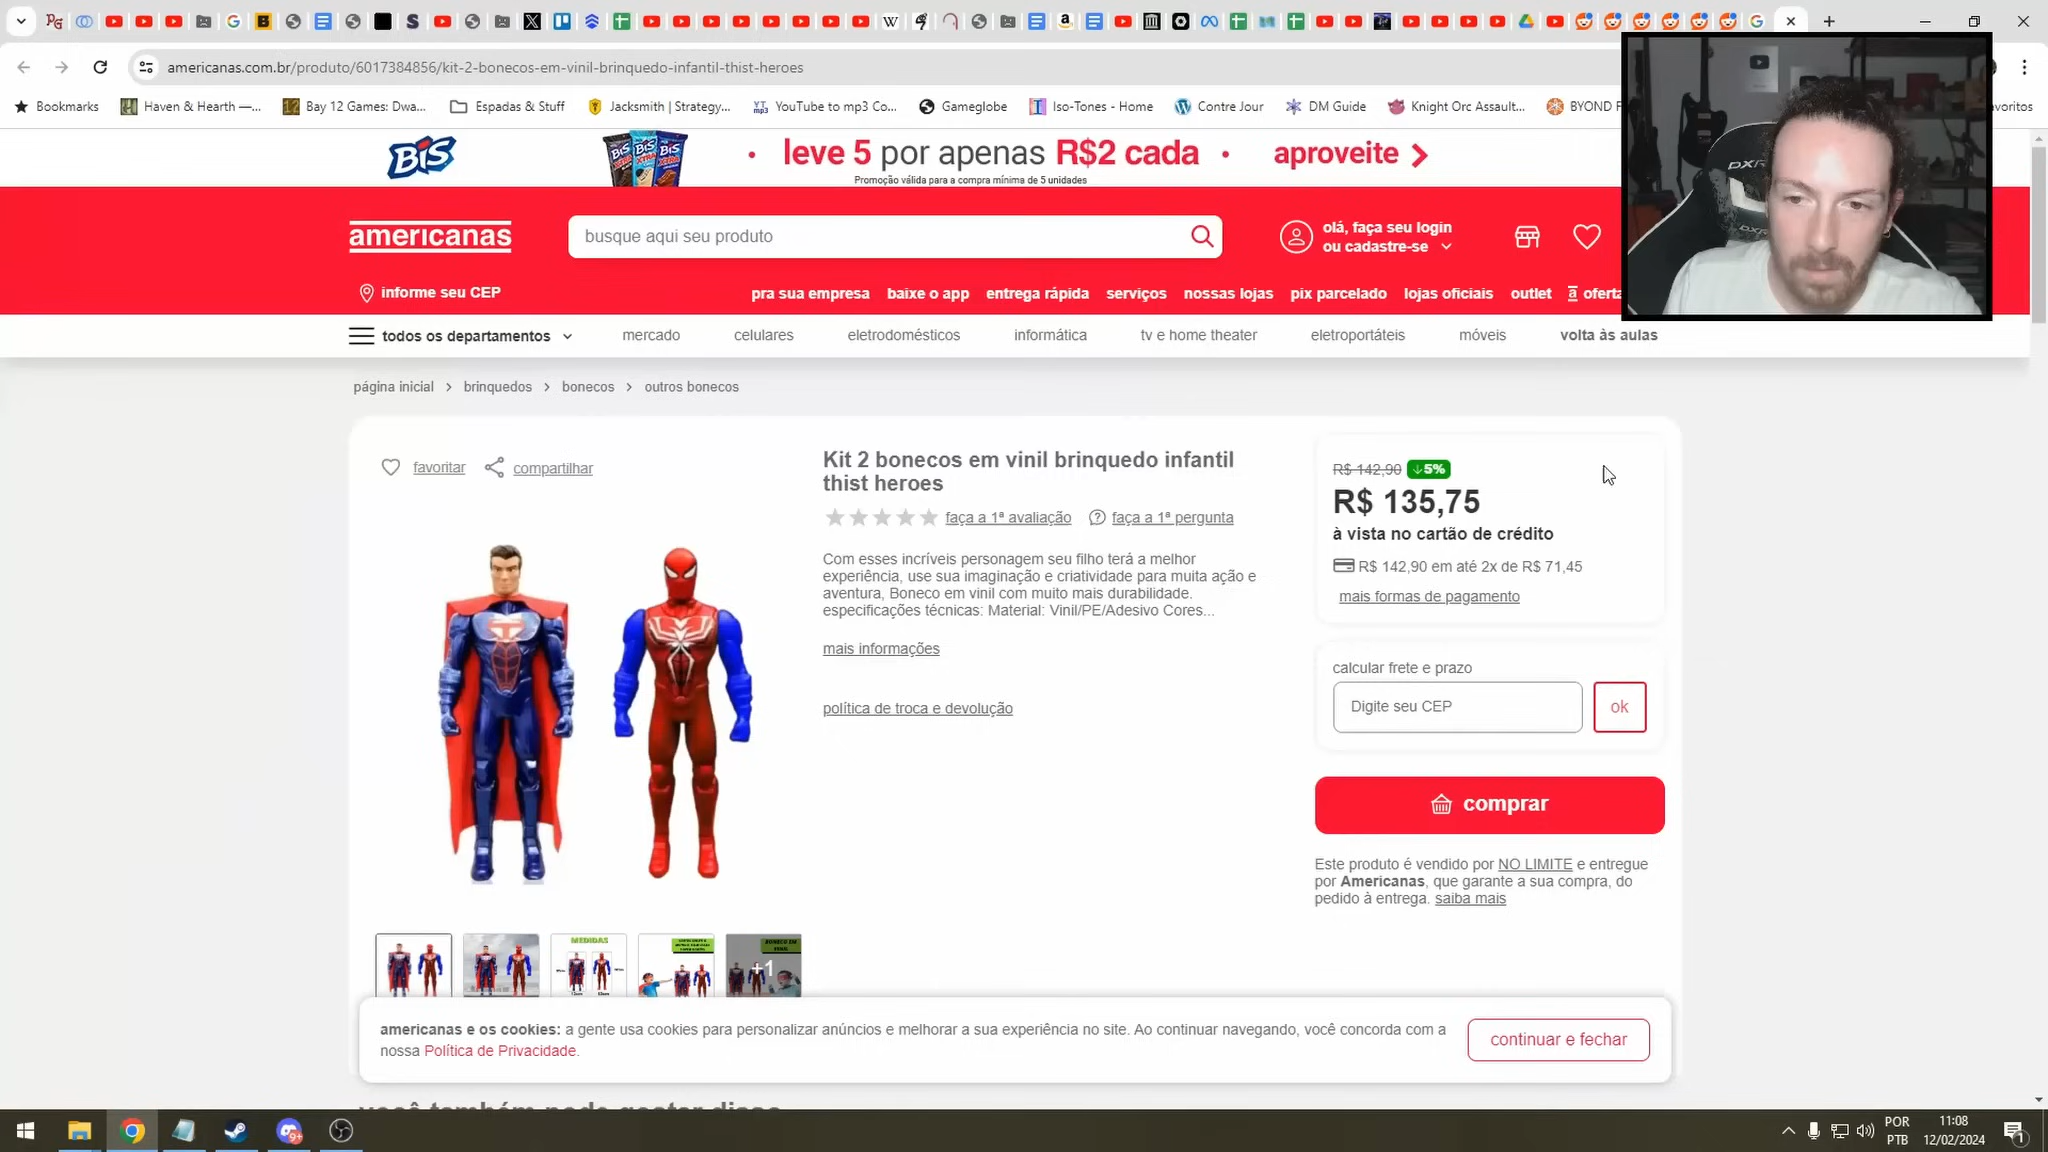 americanas.com.br/produto/6017384856/kit-2-bonecos-em-vinil-brinquedo-infantil-thist-heroes
Bookmarks
Haven & Hearth —...
Bay 12 Games: Dwa...
Espadas & Stuff
Jacksmith | Strategy...
YouTube to mp3 Co...
Gameglobe
Iso-Tones - Home
Contre Jour
DM Guide
Knight Orc Assault...
BYOND F
avoritos
BIS
• leve 5 por apenas R$2 cada •
aproveite
Promoção válida para a compra mínima de 5 unidades
americanas
busque aqui seu produto
olá, faça seu login
ou cadastre-se
informe seu CEP
pra sua empresa
baixe o app
entrega rápida
serviços
nossas lojas
pix parcelado
lojas oficiais
outlet
a oferta
todos os departamentos
mercado
celulares
eletrodomésticos
informática
tv e home theater
eletroportáteis
móveis
volta às aulas
página inicial > brinquedos > bonecos > outros bonecos
favoritar
compartilhar
Kit 2 bonecos em vinil brinquedo infantil
thist heroes
faça a 1ª avaliação
faça a 1ª pergunta
Com esses incríveis personagem seu filho terá a melhor
experiência, use sua imaginação e criatividade para muita ação e
aventura, Boneco em vinil com muito mais durabilidade.
especificações técnicas: Material: Vinil/PE/Adesivo Cores...
mais informações
política de troca e devolução
R$ 142,90 ↓5%
R$ 135,75
à vista no cartão de crédito
R$ 142,90 em até 2x de R$ 71,45
mais formas de pagamento
calcular frete e prazo
Digite seu CEP
ok
comprar
Este produto é vendido por NO LIMITE e entregue
por Americanas, que garante a sua compra, do
pedido à entrega. saiba mais
MEDIDAS
+1
americanas e os cookies: a gente usa cookies para personalizar anúncios e melhorar a sua experiência no site. Ao continuar navegando, você concorda com a
nossa Política de Privacidade.
continuar e fechar
você também pode gostar disso
POR
PTB
11:08
12/02/2024